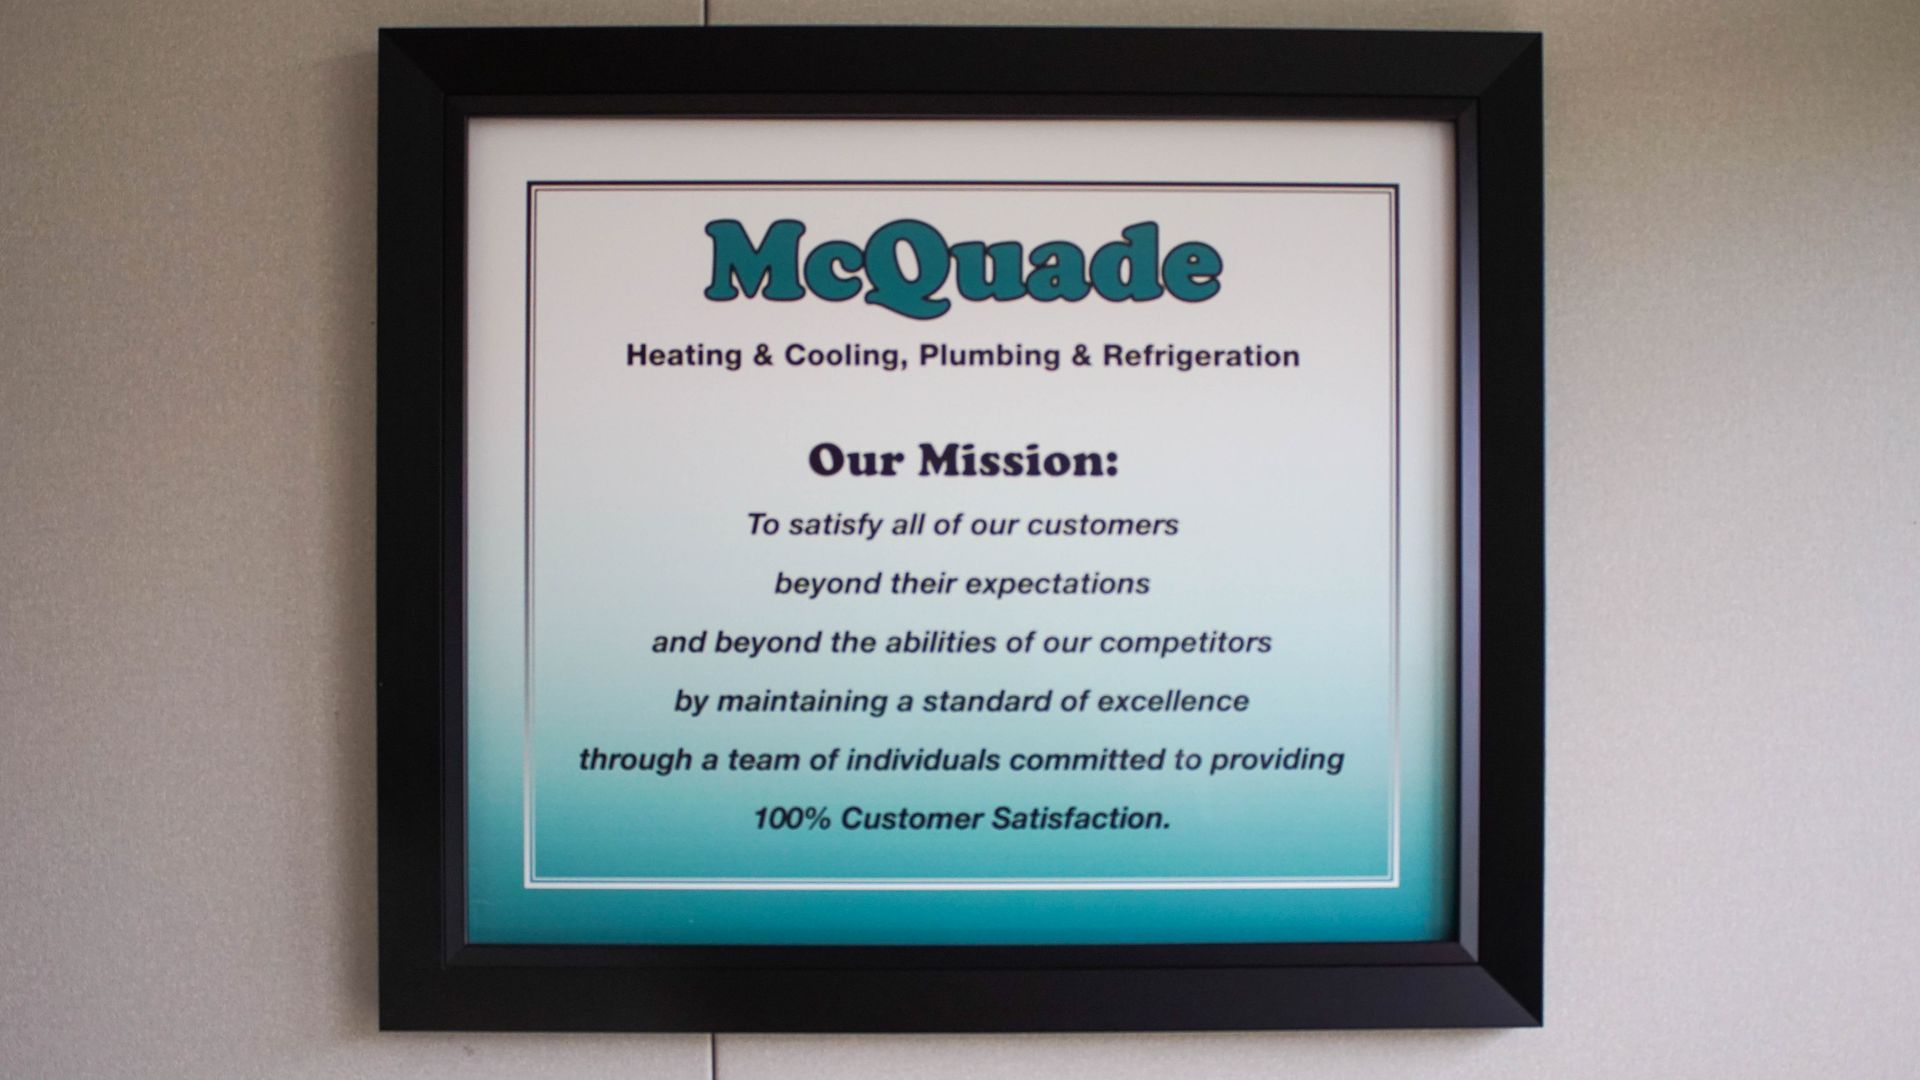 McQuade
Heating & Cooling, Plumbing & Refrigeration
Our Mission:
To satisfy all of our customers
beyond their expectations
and beyond the abilities of our competitors
by maintaining a standard of excellence
through a team of individuals committed to providing
100% Customer Satisfaction.